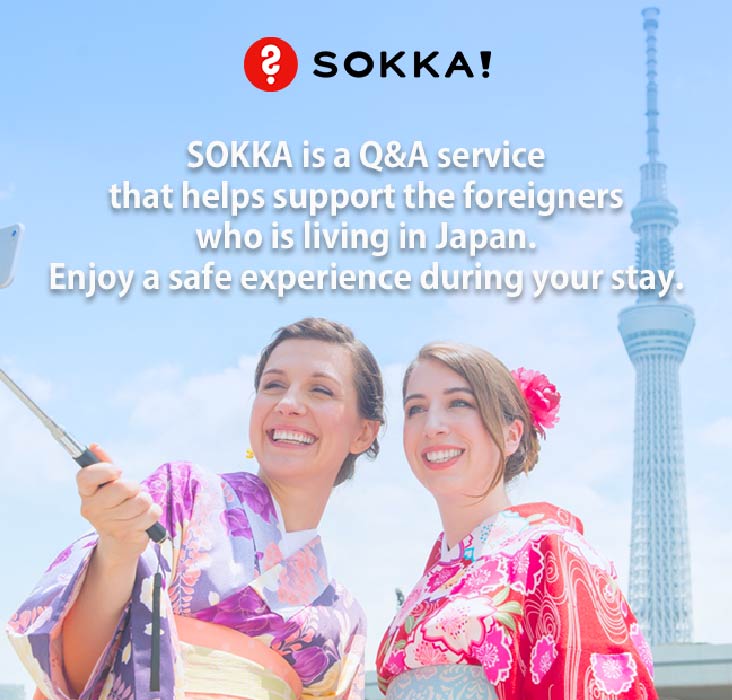 SOKKA!
SOKKA is a Q&A service
that helps support the foreigners
who is living in Japan.
Enjoy a safe experience during your stay.